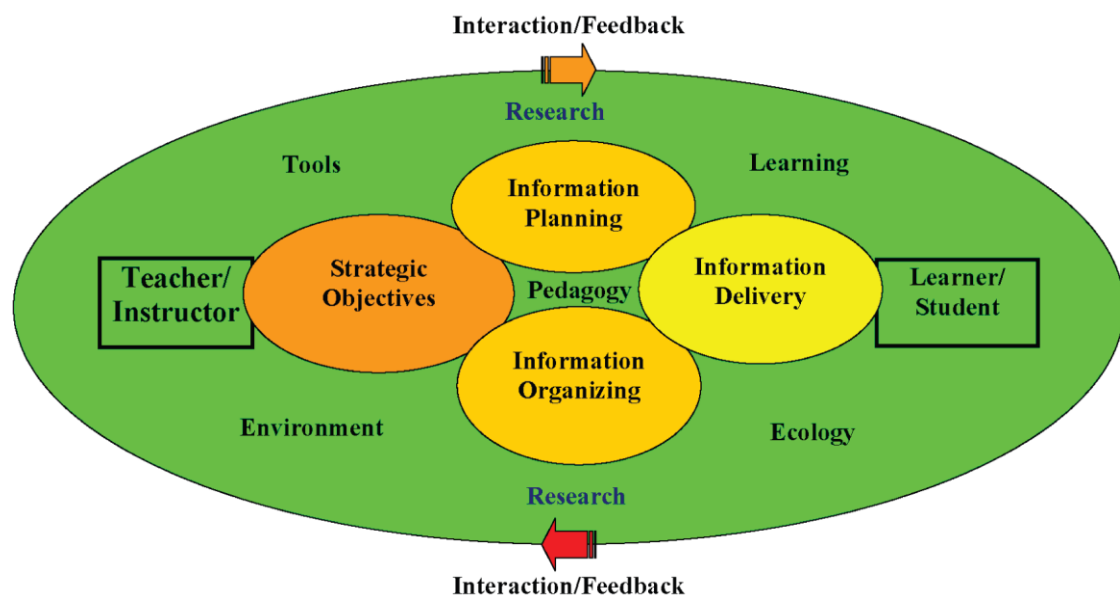 Interaction/Feedback
Research
Tools
Learning
Information
Planning
Teacher/
Instructor
Strategic
Objectives
Pedagogy
Information
Delivery
Learner/
Student
Information
Organizing
Environment
Ecology
Research
Interaction/Feedback